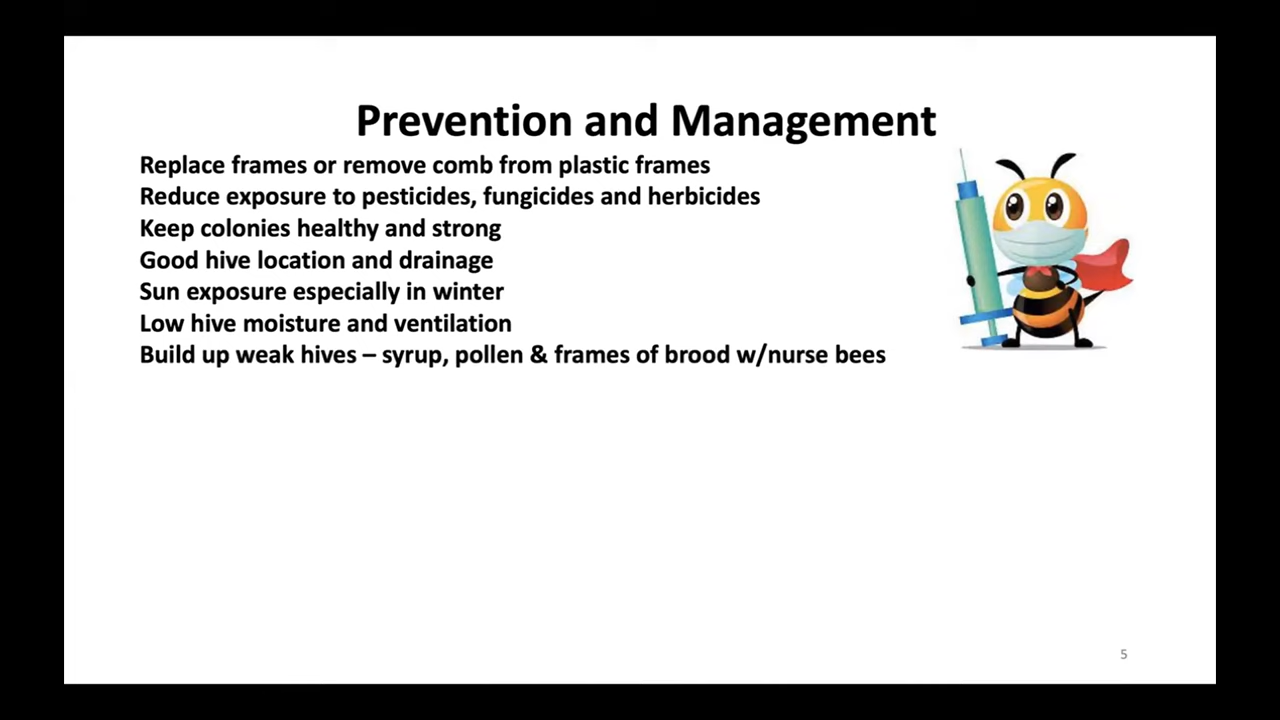 Prevention and Management
Replace frames or remove comb from plastic frames
Reduce exposure to pesticides, fungicides and herbicides
Keep colonies healthy and strong
Good hive location and drainage
Sun exposure especially in winter
Low hive moisture and ventilation
Build up weak hives – syrup, pollen & frames of brood w/nurse bees
5